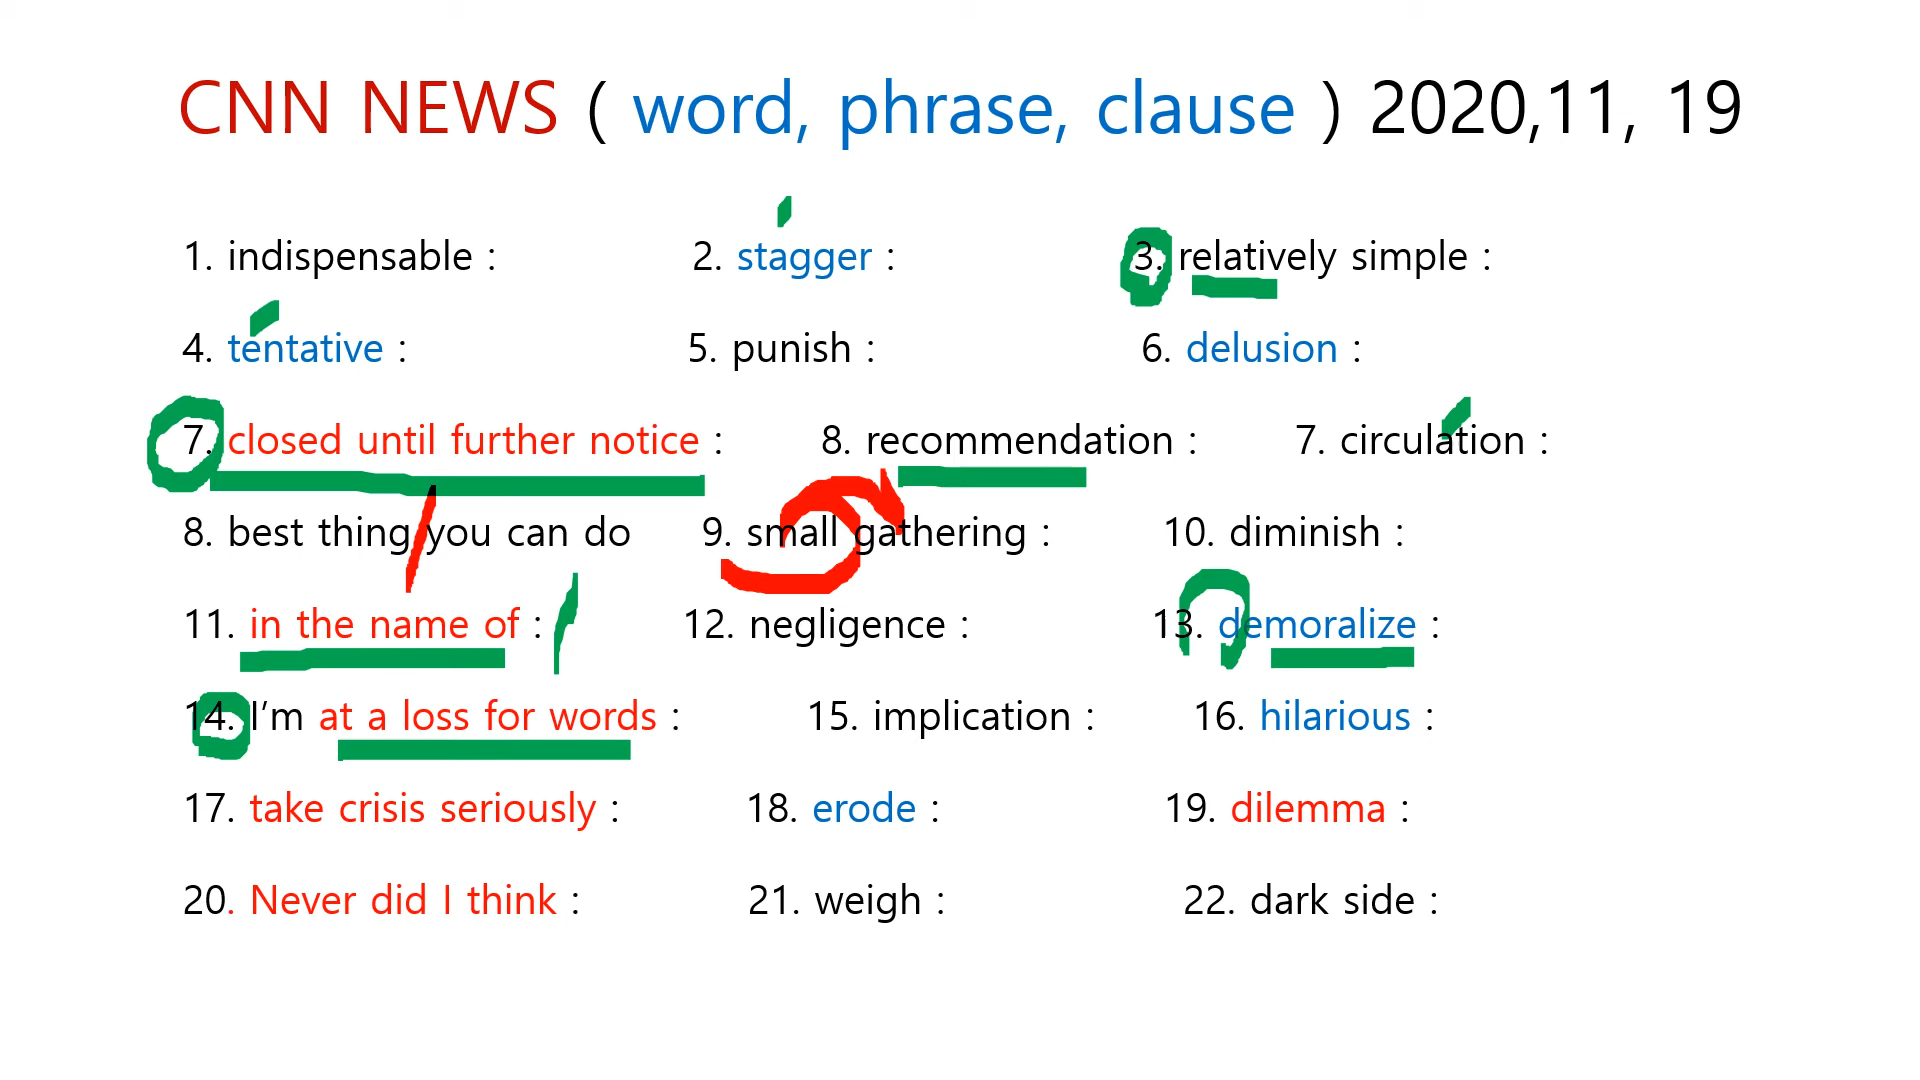 CNN NEWS ( word, phrase, clause ) 2020,11, 19
1. indispensable : 2. stagger : 3. relatively simple :
4. tentative : 5. punish : 6. delusion :
7. closed until further notice : 8. recommendation : 7. circulation :
8. best thing you can do 9. small gathering : 10. diminish :
11. in the name of : 12. negligence : 13. demoralize :
14. I’m at a loss for words : 15. implication : 16. hilarious :
17. take crisis seriously : 18. erode : 19. dilemma :
20. Never did I think : 21. weigh : 22. dark side :